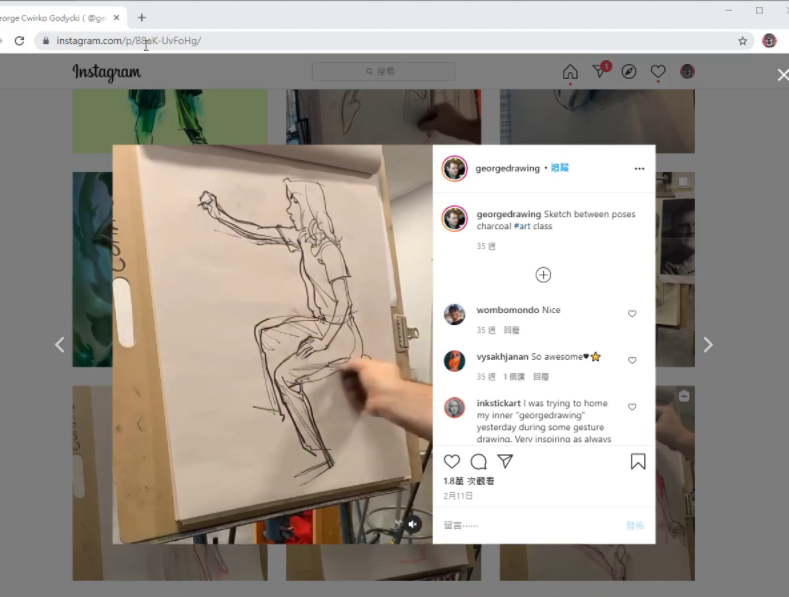 eorge Cwirko Godycki ( @ge
instagram.com/p/B8sK-UvFoHg/
Instagram
搜尋
1
georgedrawing • 追蹤
georgedrawing Sketch between poses
charcoal #art class
35 週
wombomondo Nice
35 週 回覆
vysakhjanan So awesome♥⭐
35 週 1 個讚 回覆
inkstickart I was trying to home
my inner "georgedrawing"
yesterday during some gesture
drawing. Very inspiring as always
1.8萬 次觀看
2月11日
留言......
發佈